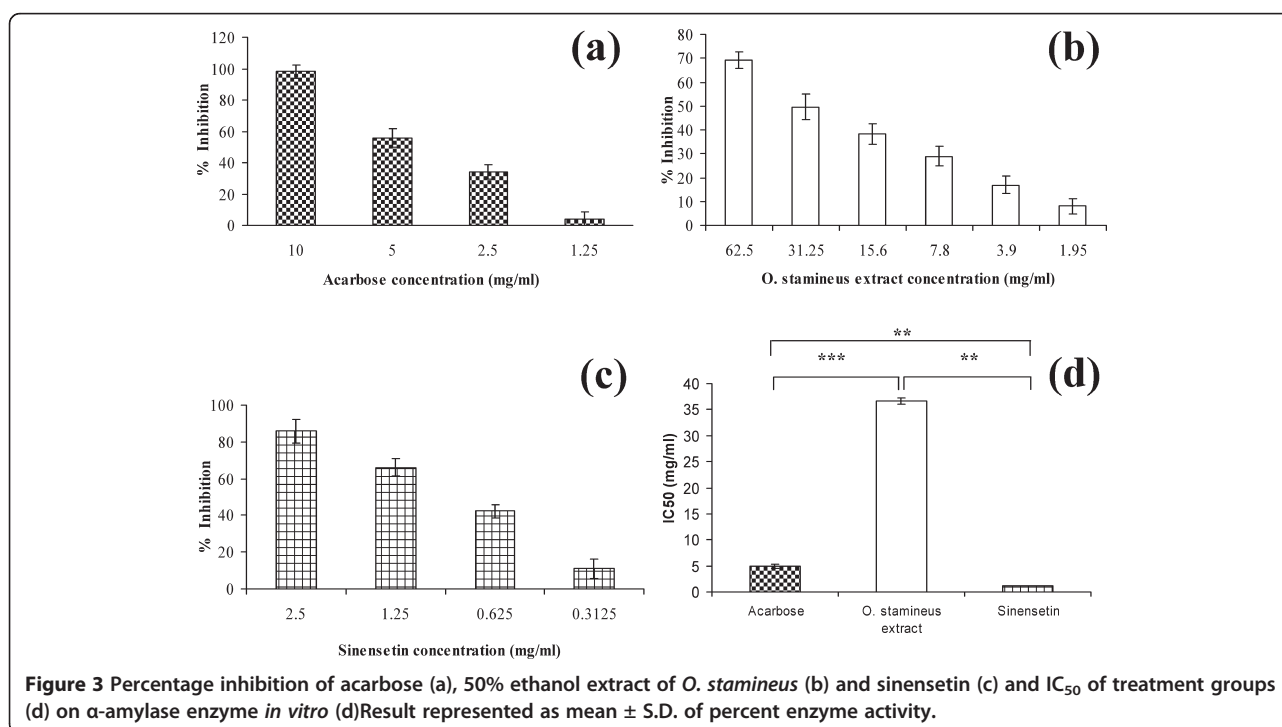 (a)
120
100
80
60
40
20
0
% Inhibition
10 5 2.5 1.25
Acarbose concentration (mg/ml)
(b)
80
70
60
50
40
30
20
10
0
% Inhibition
62.5 31.25 15.6 7.8 3.9 1.95
O. stamineus extract concentration (mg/ml)
(c)
100
80
60
40
20
0
% Inhibition
2.5 1.25 0.625 0.3125
Sinensetin concentration (mg/ml)
**
*** **
(d)
40
35
30
25
20
15
10
5
0
IC50 (mg/ml)
Acarbose O. stamineus Sinensetin
extract
Figure 3 Percentage inhibition of acarbose (a), 50% ethanol extract of O. stamineus (b) and sinensetin (c) and IC50 of treatment groups
(d) on α-amylase enzyme in vitro (d)Result represented as mean ± S.D. of percent enzyme activity.